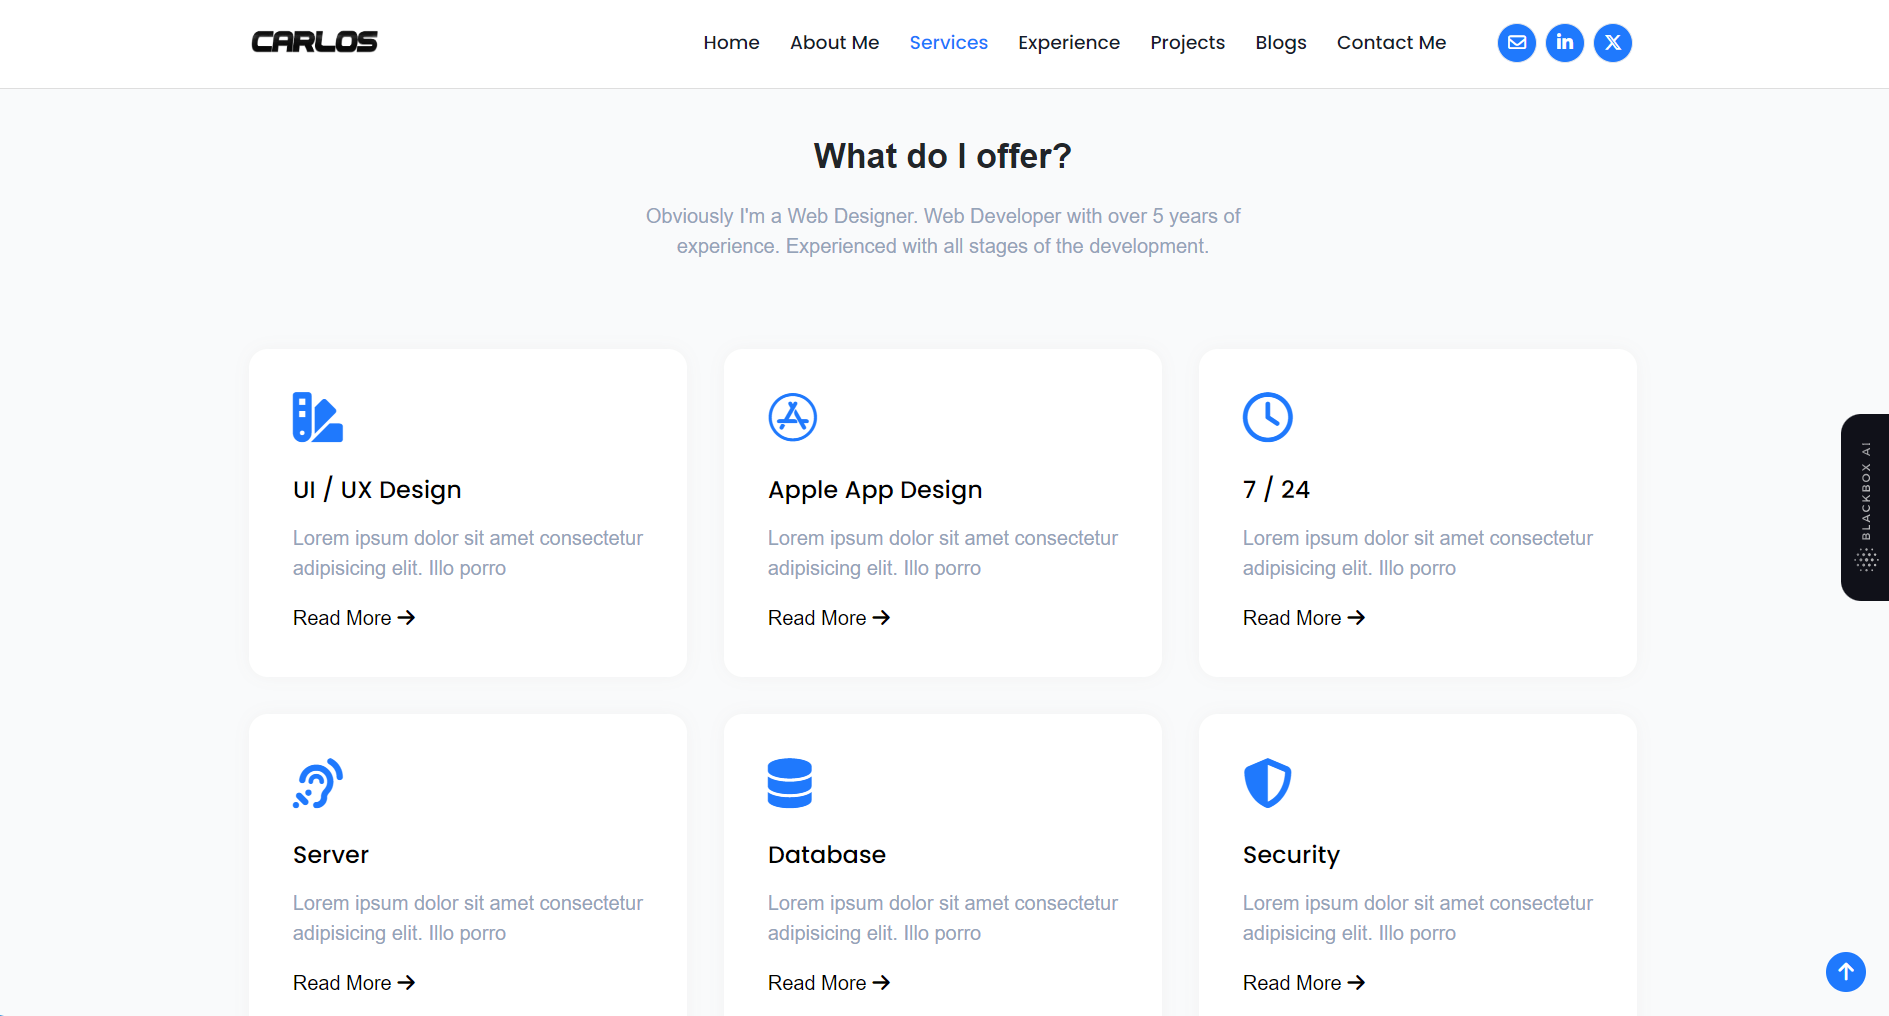 CARLOS
Home About Me Services Experience Projects Blogs Contact Me
What do I offer?
Obviously I'm a Web Designer. Web Developer with over 5 years of
experience. Experienced with all stages of the development.
UI / UX Design
Lorem ipsum dolor sit amet consectetur
adipisicing elit. Illo porro
Read More
Apple App Design
Lorem ipsum dolor sit amet consectetur
adipisicing elit. Illo porro
Read More
7 / 24
Lorem ipsum dolor sit amet consectetur
adipisicing elit. Illo porro
Read More
BLACKBOX AI
Server
Lorem ipsum dolor sit amet consectetur
adipisicing elit. Illo porro
Read More
Database
Lorem ipsum dolor sit amet consectetur
adipisicing elit. Illo porro
Read More
Security
Lorem ipsum dolor sit amet consectetur
adipisicing elit. Illo porro
Read More